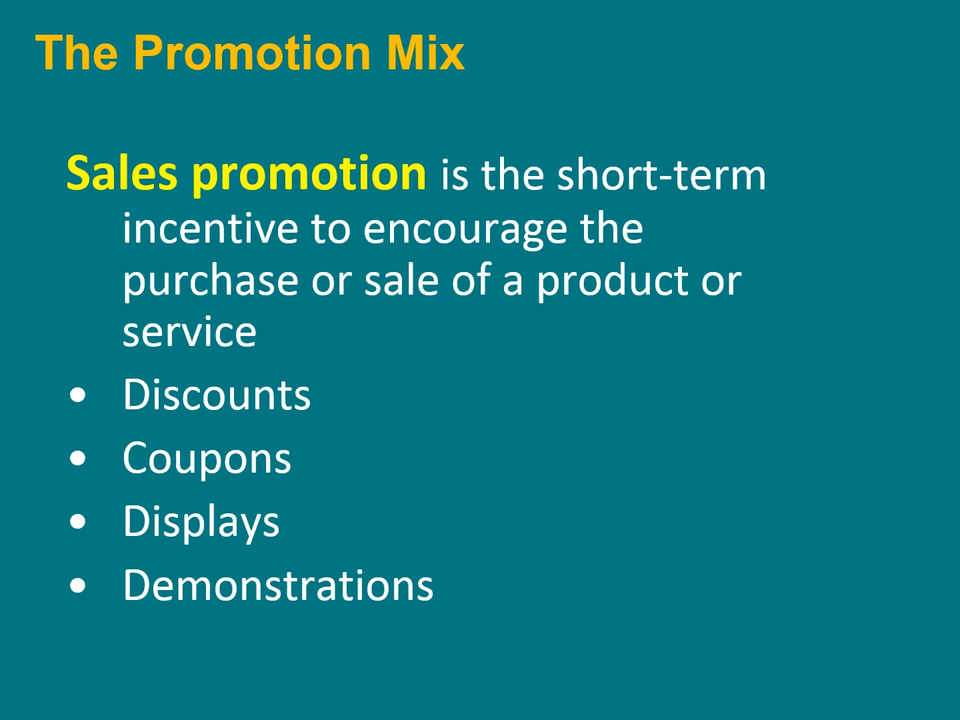 The Promotion Mix
Sales promotion is the short-term
incentive to encourage the
purchase or sale of a product or
service
• Discounts
• Coupons
• Displays
• Demonstrations